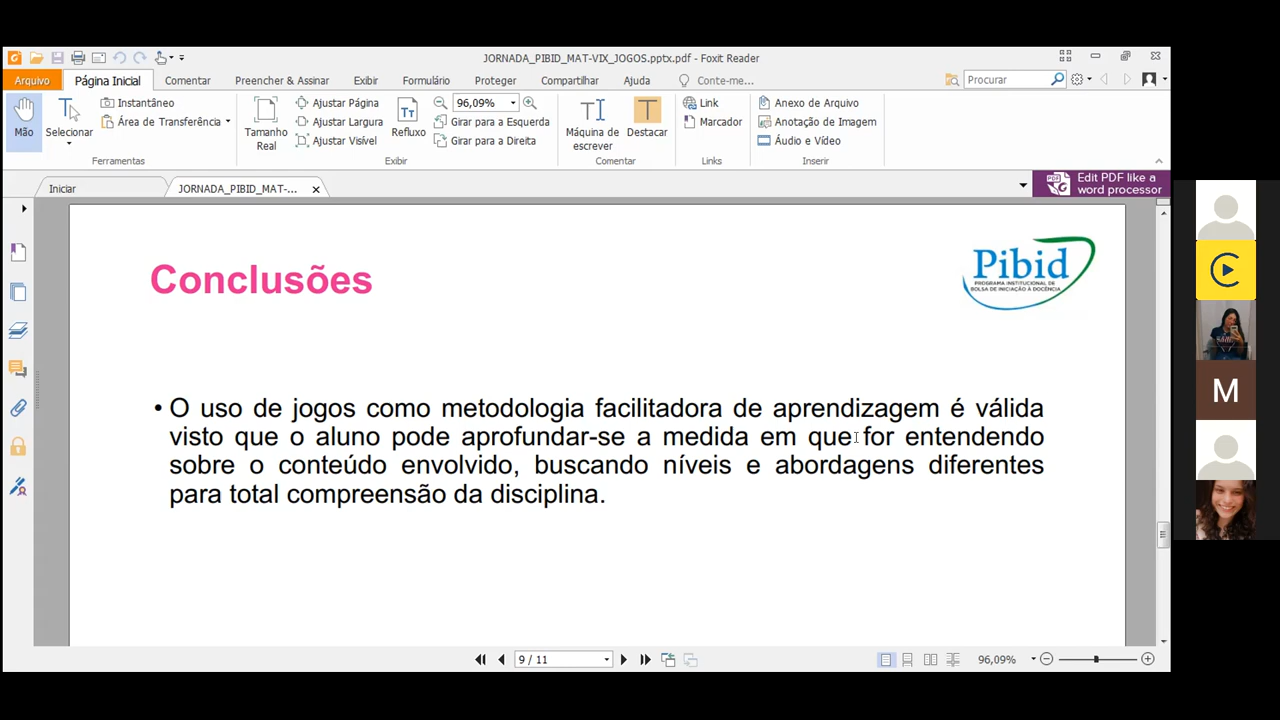 JORNADA_PIBID_MAT-VIX_JOGOS.pptx.pdf - Foxit Reader
Arquivo Página Inicial Comentar Preencher & Assinar Exibir Formulário Proteger Compartilhar Ajuda Conte-me... Procurar
Mão
Selecionar
Instantâneo
Área de Transferência
Ferramentas
Tamanho Real
Ajustar Página
Ajustar Largura
Ajustar Visível
Refluxo
96,09%
Girar para a Esquerda
Girar para a Direita
Exibir
Máquina de escrever
Destacar
Comentar
Link
Marcador
Links
Anexo de Arquivo
Anotação de Imagem
Áudio e Vídeo
Inserir
Iniciar
JORNADA_PIBID_MAT-...
Edit PDF like a
word processor
Conclusões
Pibid
PROGRAMA INSTITUCIONAL DE
BOLSA DE INICIAÇÃO À DOCÊNCIA
• O uso de jogos como metodologia facilitadora de aprendizagem é válida
visto que o aluno pode aprofundar-se a medida em que for entendendo
sobre o conteúdo envolvido, buscando níveis e abordagens diferentes
para total compreensão da disciplina.
M
9 / 11
96,09%